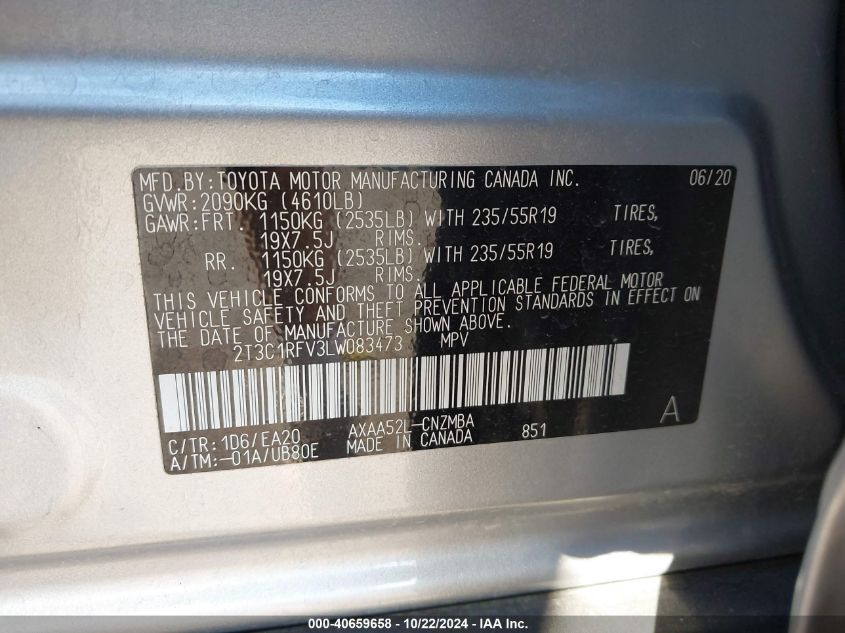 MFD.BY:TOYOTA MOTOR MANUFACTURING CANADA INC. 06/20
GVWR:2090KG (4610LB)
GAWR:FRT. 1150KG (2535LB) WITH 235/55R19 TIRES,
19X7.5J RIMS.
RR. 1150KG (2535LB) WITH 235/55R19 TIRES,
19X7.5J RIMS.
THIS VEHICLE CONFORMS TO ALL APPLICABLE FEDERAL MOTOR
VEHICLE SAFETY AND THEFT PREVENTION STANDARDS IN EFFECT ON
THE DATE OF MANUFACTURE SHOWN ABOVE.
2T3C1RFV3LW083473 MPV
C/TR:1D6/EA20 AXAA52L-CNZMBA 851 A
A/TM:-01A/UB80E MADE IN CANADA
000-40659658 - 10/22/2024 - IAA Inc.